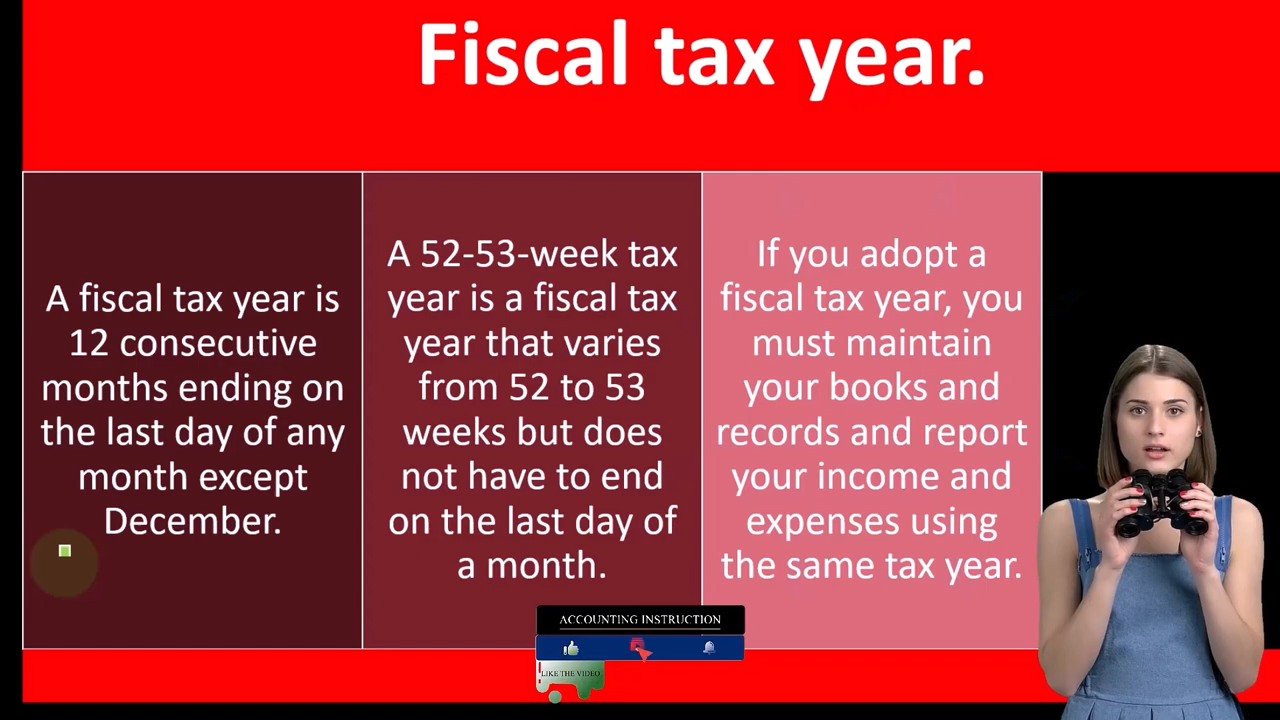 Fiscal tax year.
A fiscal tax year is
12 consecutive
months ending on
the last day of any
month except
December.
A 52-53-week tax
year is a fiscal tax
year that varies
from 52 to 53
weeks but does
not have to end
on the last day of
a month.
If you adopt a
fiscal tax year, you
must maintain
your books and
records and report
your income and
expenses using
the same tax year.
ACCOUNTING INSTRUCTION
LIKE THE VIDEO